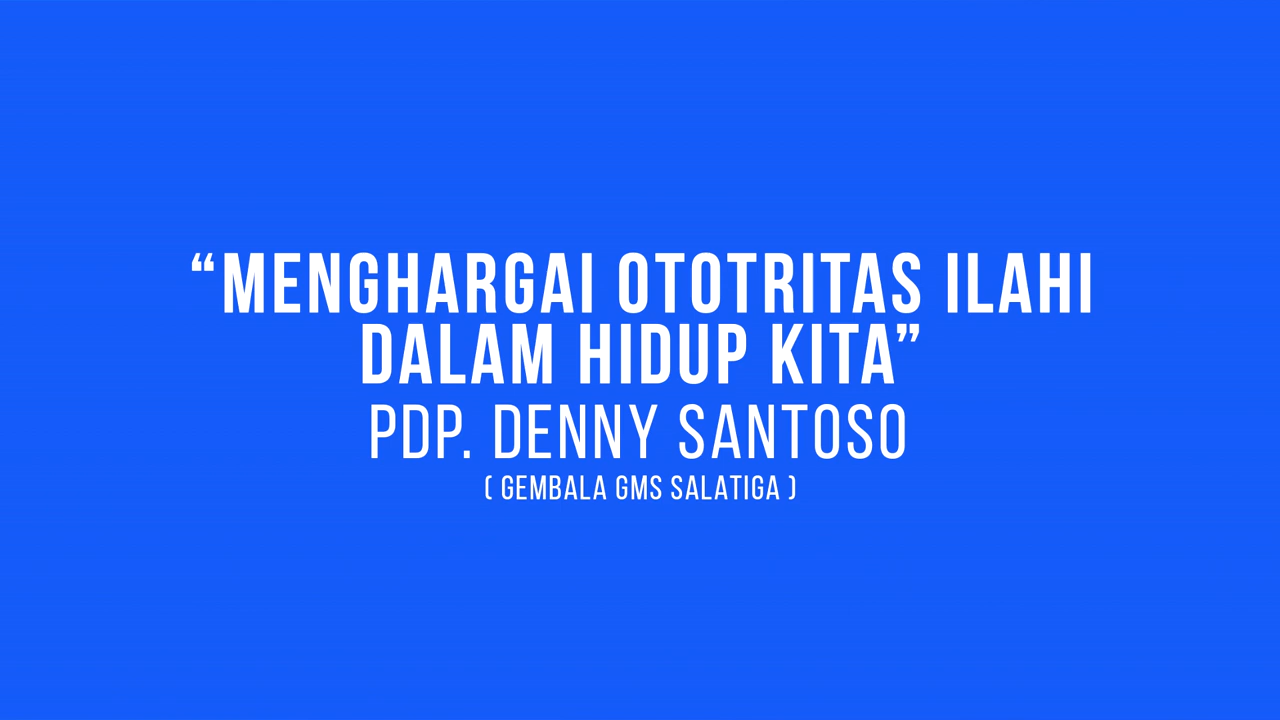 “MENGHARGAI OTOTRITAS ILAHI
DALAM HIDUP KITA”
PDP. DENNY SANTOSO
( GEMBALA GMS SALATIGA )